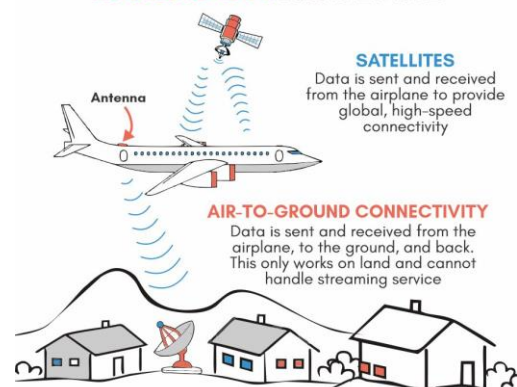 SATELLITES
Data is sent and received
from the airplane to provide
global, high-speed
connectivity
Antenna
AIR-TO-GROUND CONNECTIVITY
Data is sent and received from the
airplane, to the ground, and back.
This only works on land and cannot
handle streaming service